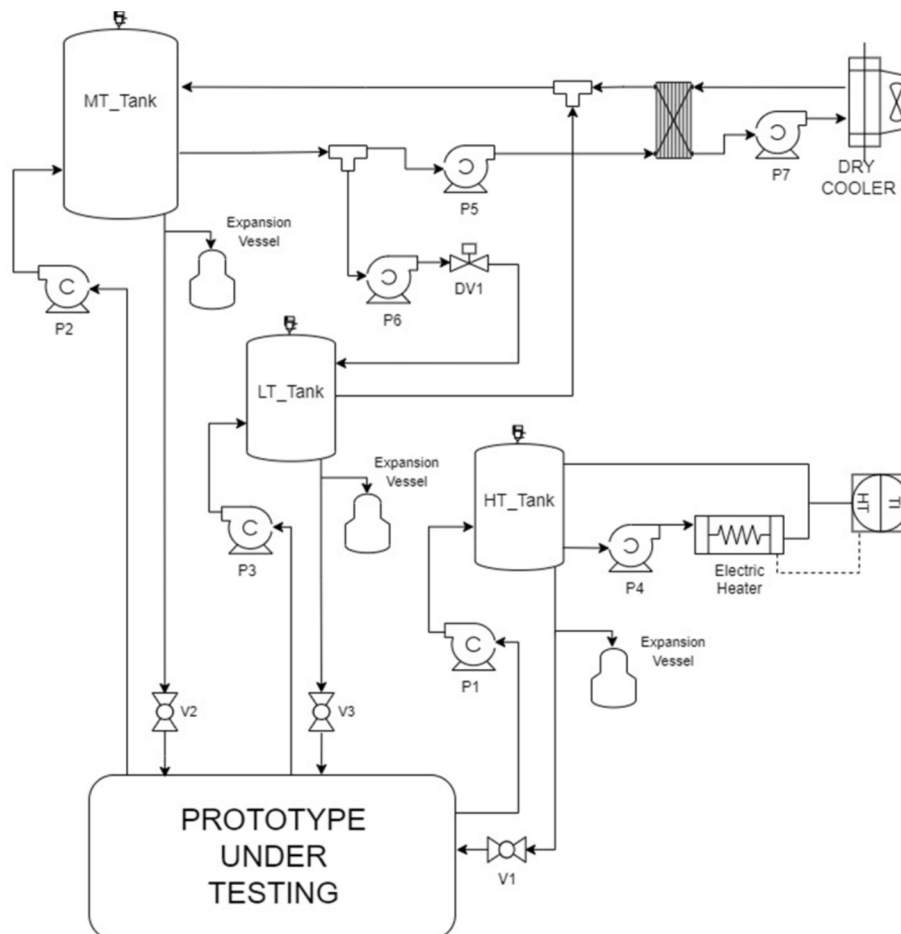 MT_Tank
P7
DRY
COOLER
P5
Expansion
Vessel
P2
P6
DV1
LT_Tank
Expansion
Vessel
HT_Tank
HT
TI
P3
P4
Electric
Heater
P1
Expansion
Vessel
V2
V3
PROTOTYPE
UNDER
TESTING
V1